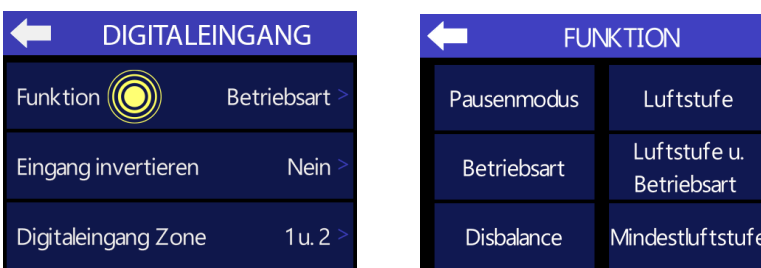 DIGITALEINGANG
Funktion Betriebsart >
Eingang invertieren Nein >
Digitaleingang Zone 1 u. 2 >
FUNKTION
Pausenmodus Luftstufe
Betriebsart Luftstufe u.
Betriebsart
Disbalance Mindestluftstufe